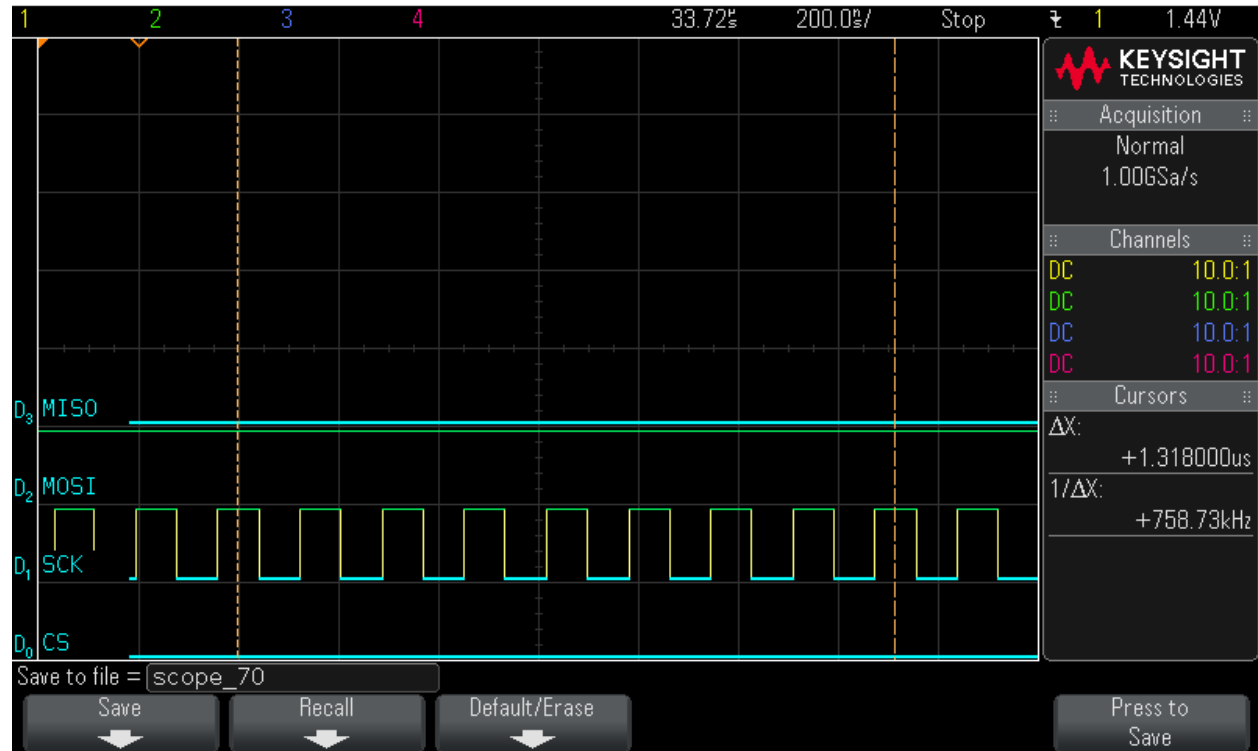 1 2 3 4 33.72µs 200.0ns/ Stop 1 1.44V
KEYSIGHT
TECHNOLOGIES
Acquisition
Normal
1.00GSa/s
Channels
DC 10.0:1
DC 10.0:1
DC 10.0:1
DC 10.0:1
Cursors
ΔX:
+1.318000us
1/ΔX:
+758.73kHz
D3 MISO
D2 MOSI
D1 SCK
D0 CS
Save to file = scope_70
Save Recall Default/Erase Press to
Save